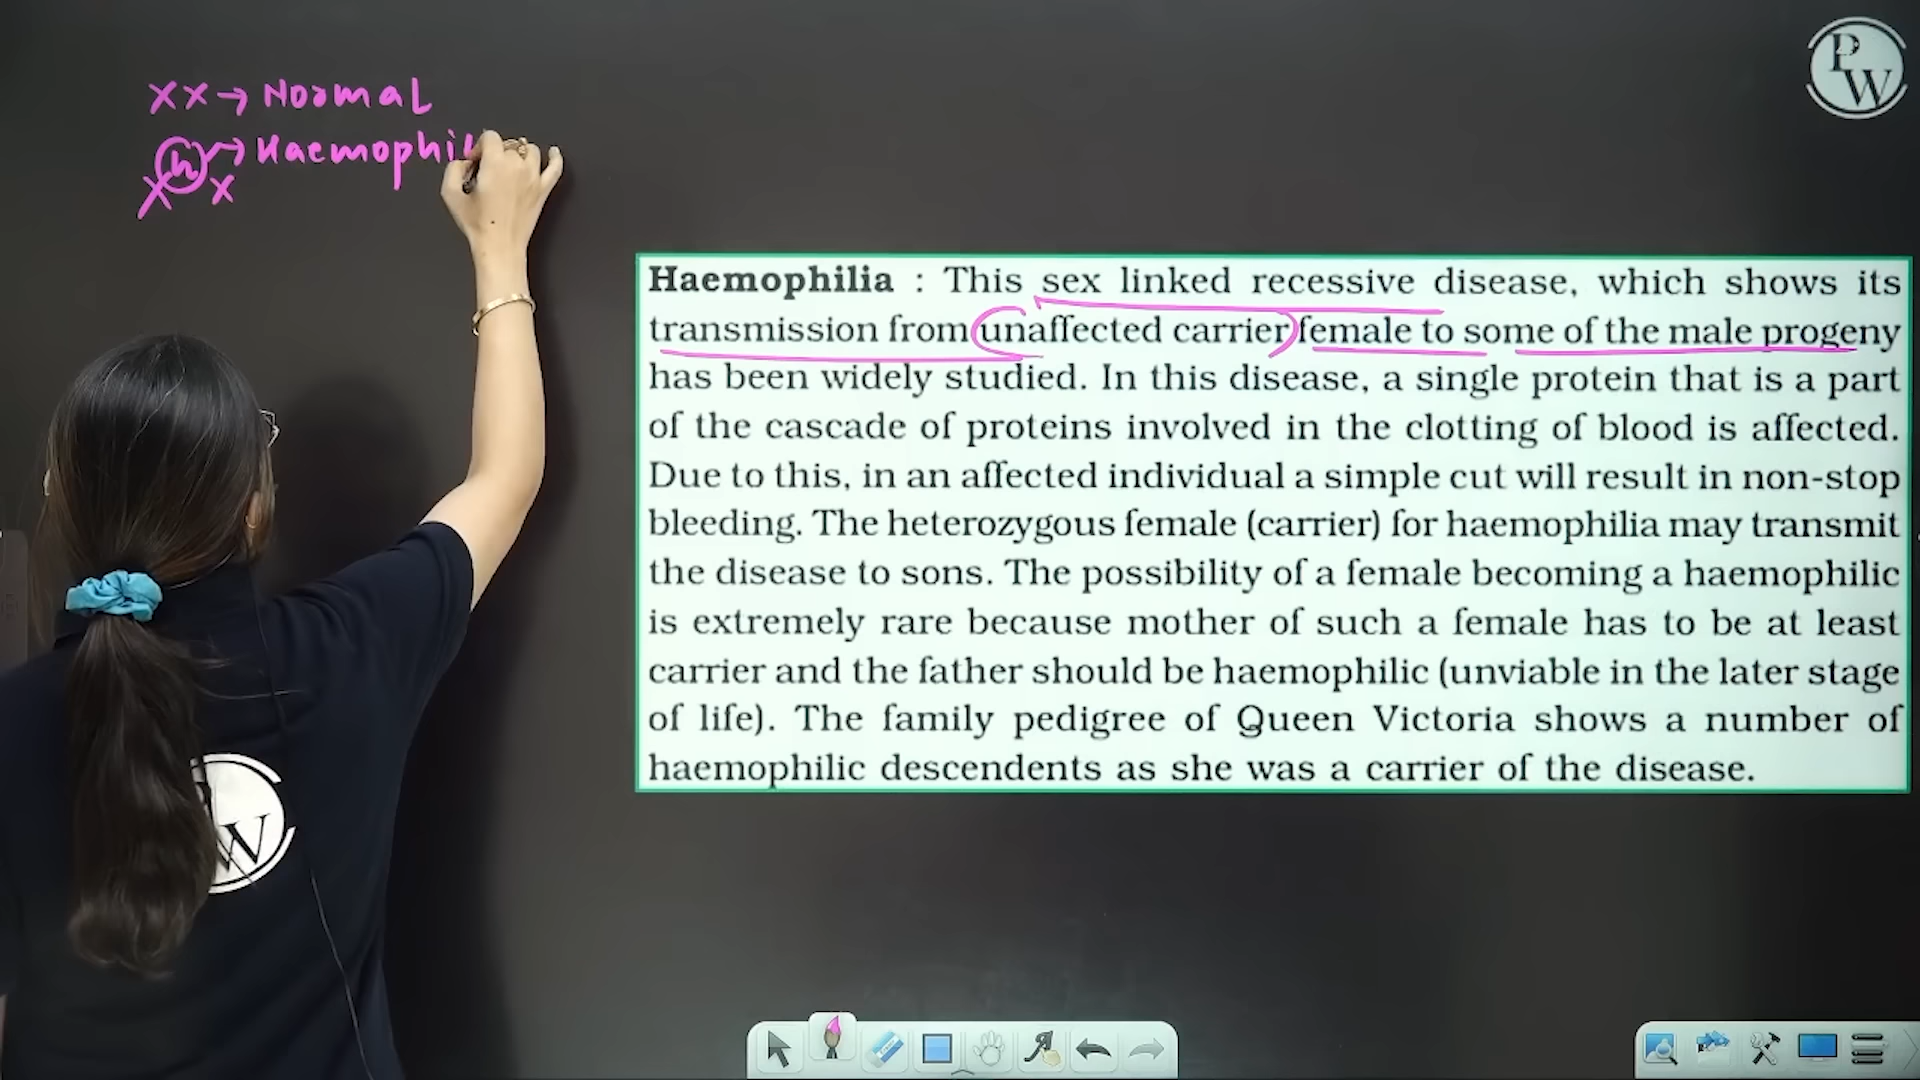 XX → Normal
h → Haemophil
X X
PW
Haemophilia : This sex linked recessive disease, which shows its
transmission from unaffected carrier female to some of the male progeny
has been widely studied. In this disease, a single protein that is a part
of the cascade of proteins involved in the clotting of blood is affected.
Due to this, in an affected individual a simple cut will result in non-stop
bleeding. The heterozygous female (carrier) for haemophilia may transmit
the disease to sons. The possibility of a female becoming a haemophilic
is extremely rare because mother of such a female has to be at least
carrier and the father should be haemophilic (unviable in the later stage
of life). The family pedigree of Queen Victoria shows a number of
haemophilic descendents as she was a carrier of the disease.
W